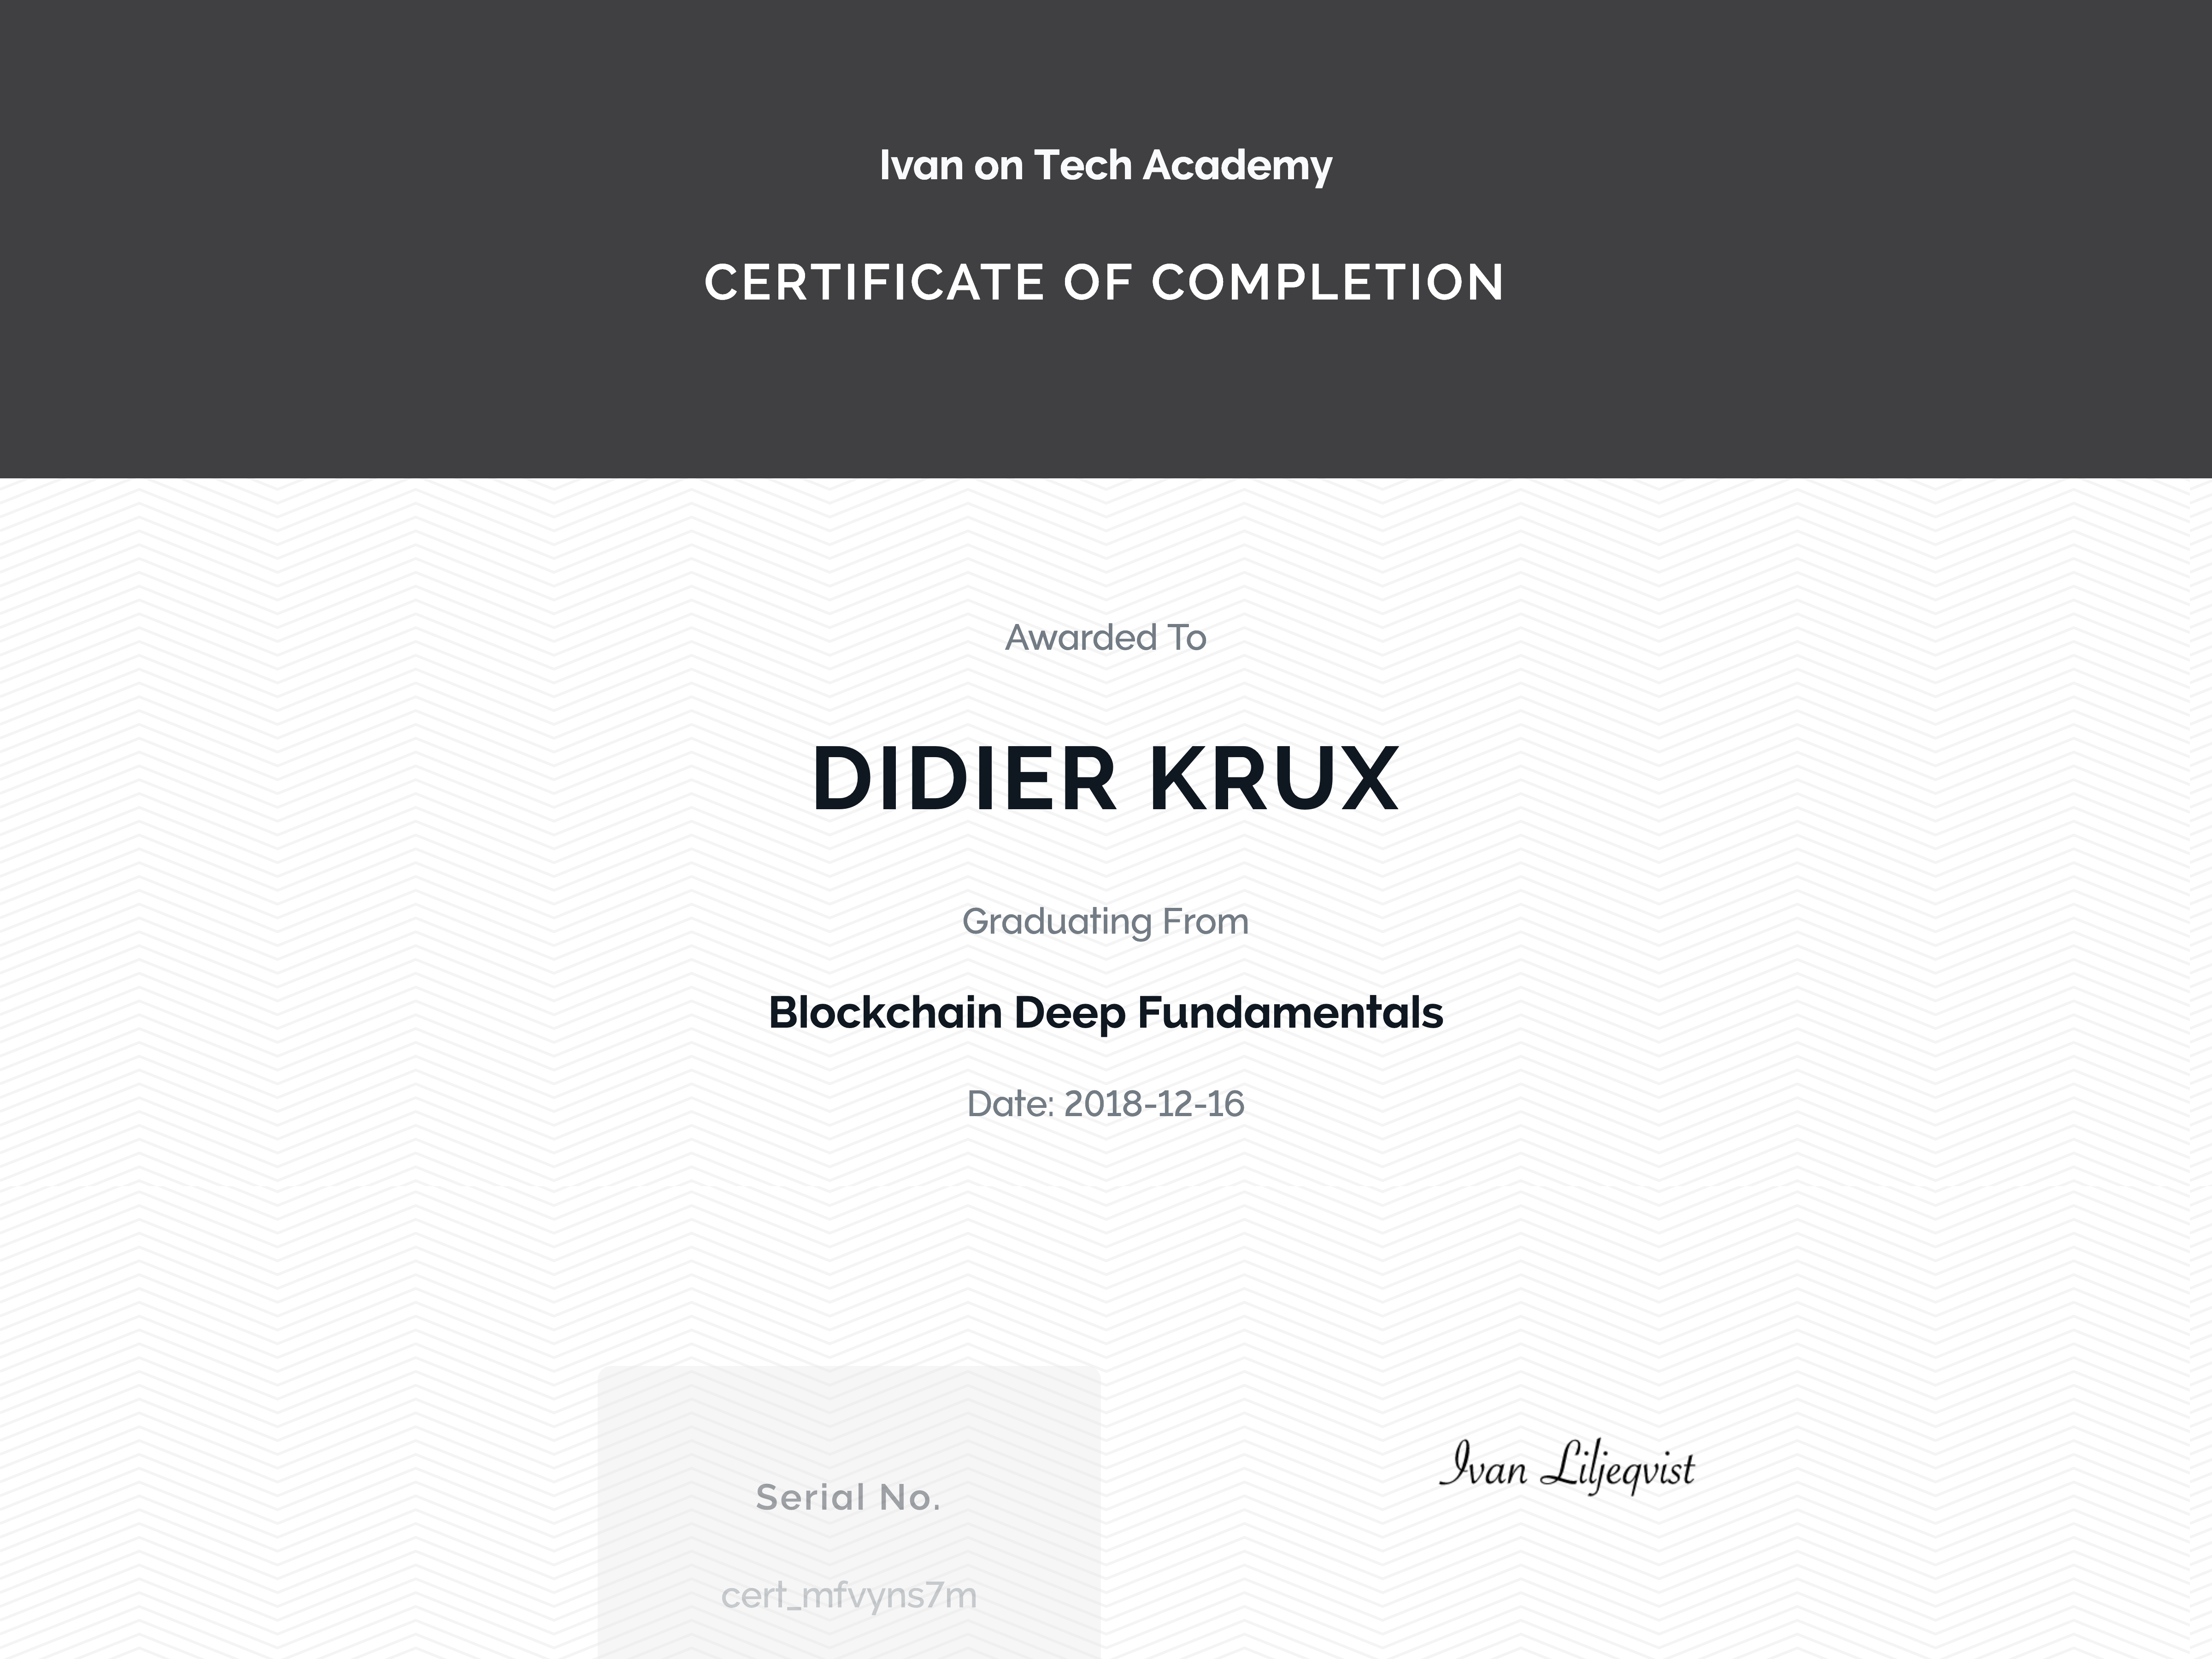 Ivan on Tech Academy
CERTIFICATE OF COMPLETION
Awarded To
DIDIER KRUX
Graduating From
Blockchain Deep Fundamentals
Date: 2018-12-16
Ivan Liljeqvist
Serial No.
cert_mfvyns7m